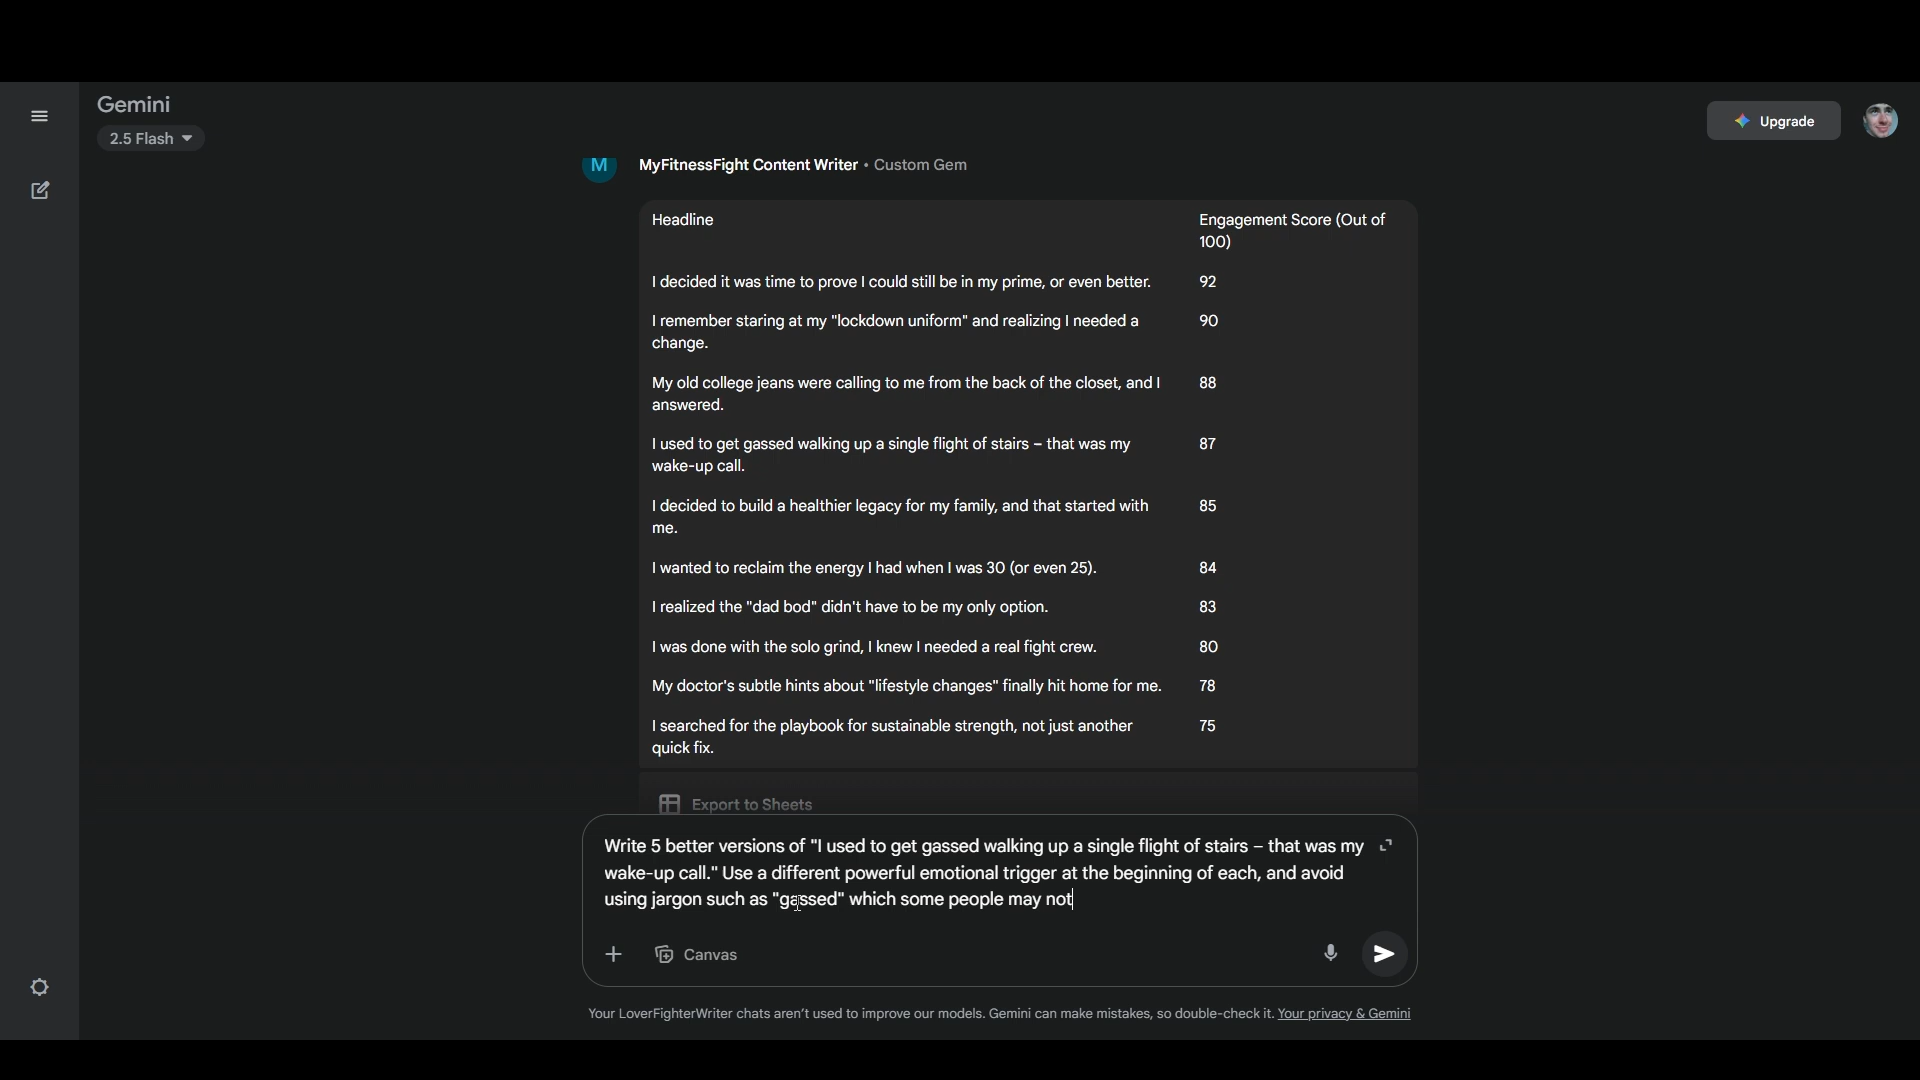 Gemini
2.5 Flash
Upgrade
M
MyFitnessFight Content Writer • Custom Gem
Headline
Engagement Score (Out of
100)
I decided it was time to prove I could still be in my prime, or even better.
92
I remember staring at my "lockdown uniform" and realizing I needed a
change.
90
My old college jeans were calling to me from the back of the closet, and I
answered.
88
I used to get gassed walking up a single flight of stairs – that was my
wake-up call.
87
I decided to build a healthier legacy for my family, and that started with
me.
85
I wanted to reclaim the energy I had when I was 30 (or even 25).
84
I realized the "dad bod" didn't have to be my only option.
83
I was done with the solo grind, I knew I needed a real fight crew.
80
My doctor's subtle hints about "lifestyle changes" finally hit home for me.
78
I searched for the playbook for sustainable strength, not just another
quick fix.
75
Export to Sheets
Write 5 better versions of "I used to get gassed walking up a single flight of stairs – that was my
wake-up call." Use a different powerful emotional trigger at the beginning of each, and avoid
using jargon such as "gassed" which some people may not
Canvas
Your LoverFighterWriter chats aren't used to improve our models. Gemini can make mistakes, so double-check it. Your privacy & Gemini